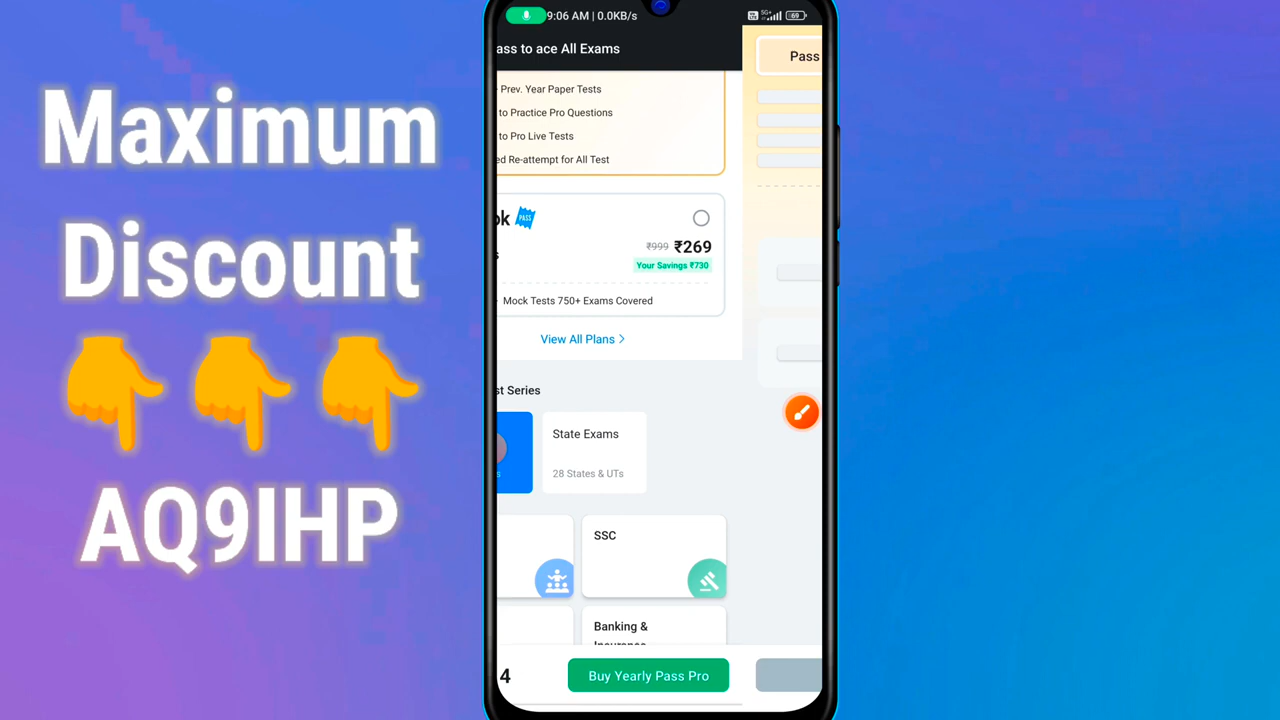 Maximum
Discount
AQ9IHP
9:06 AM | 0.0KB/s
5G+
69
ass to ace All Exams
Pass
Prev. Year Paper Tests
to Practice Pro Questions
to Pro Live Tests
ed Re-attempt for All Test
ok PASS
₹999 ₹269
s
Your Savings ₹730
Mock Tests 750+ Exams Covered
View All Plans
st Series
State Exams
s
28 States & UTs
SSC
Banking &
4
Buy Yearly Pass Pro